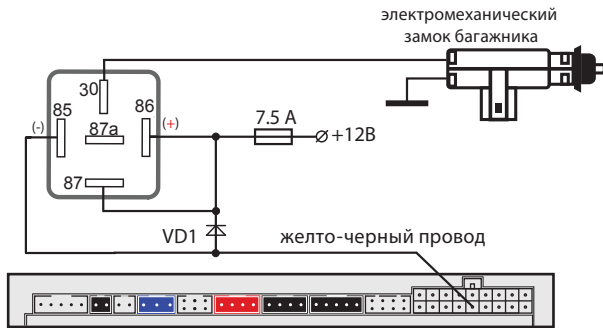 электромеханический
замок багажника
30
85
86
87a
(-)
(+)
7.5 А
+12В
87
VD1
желто-черный провод